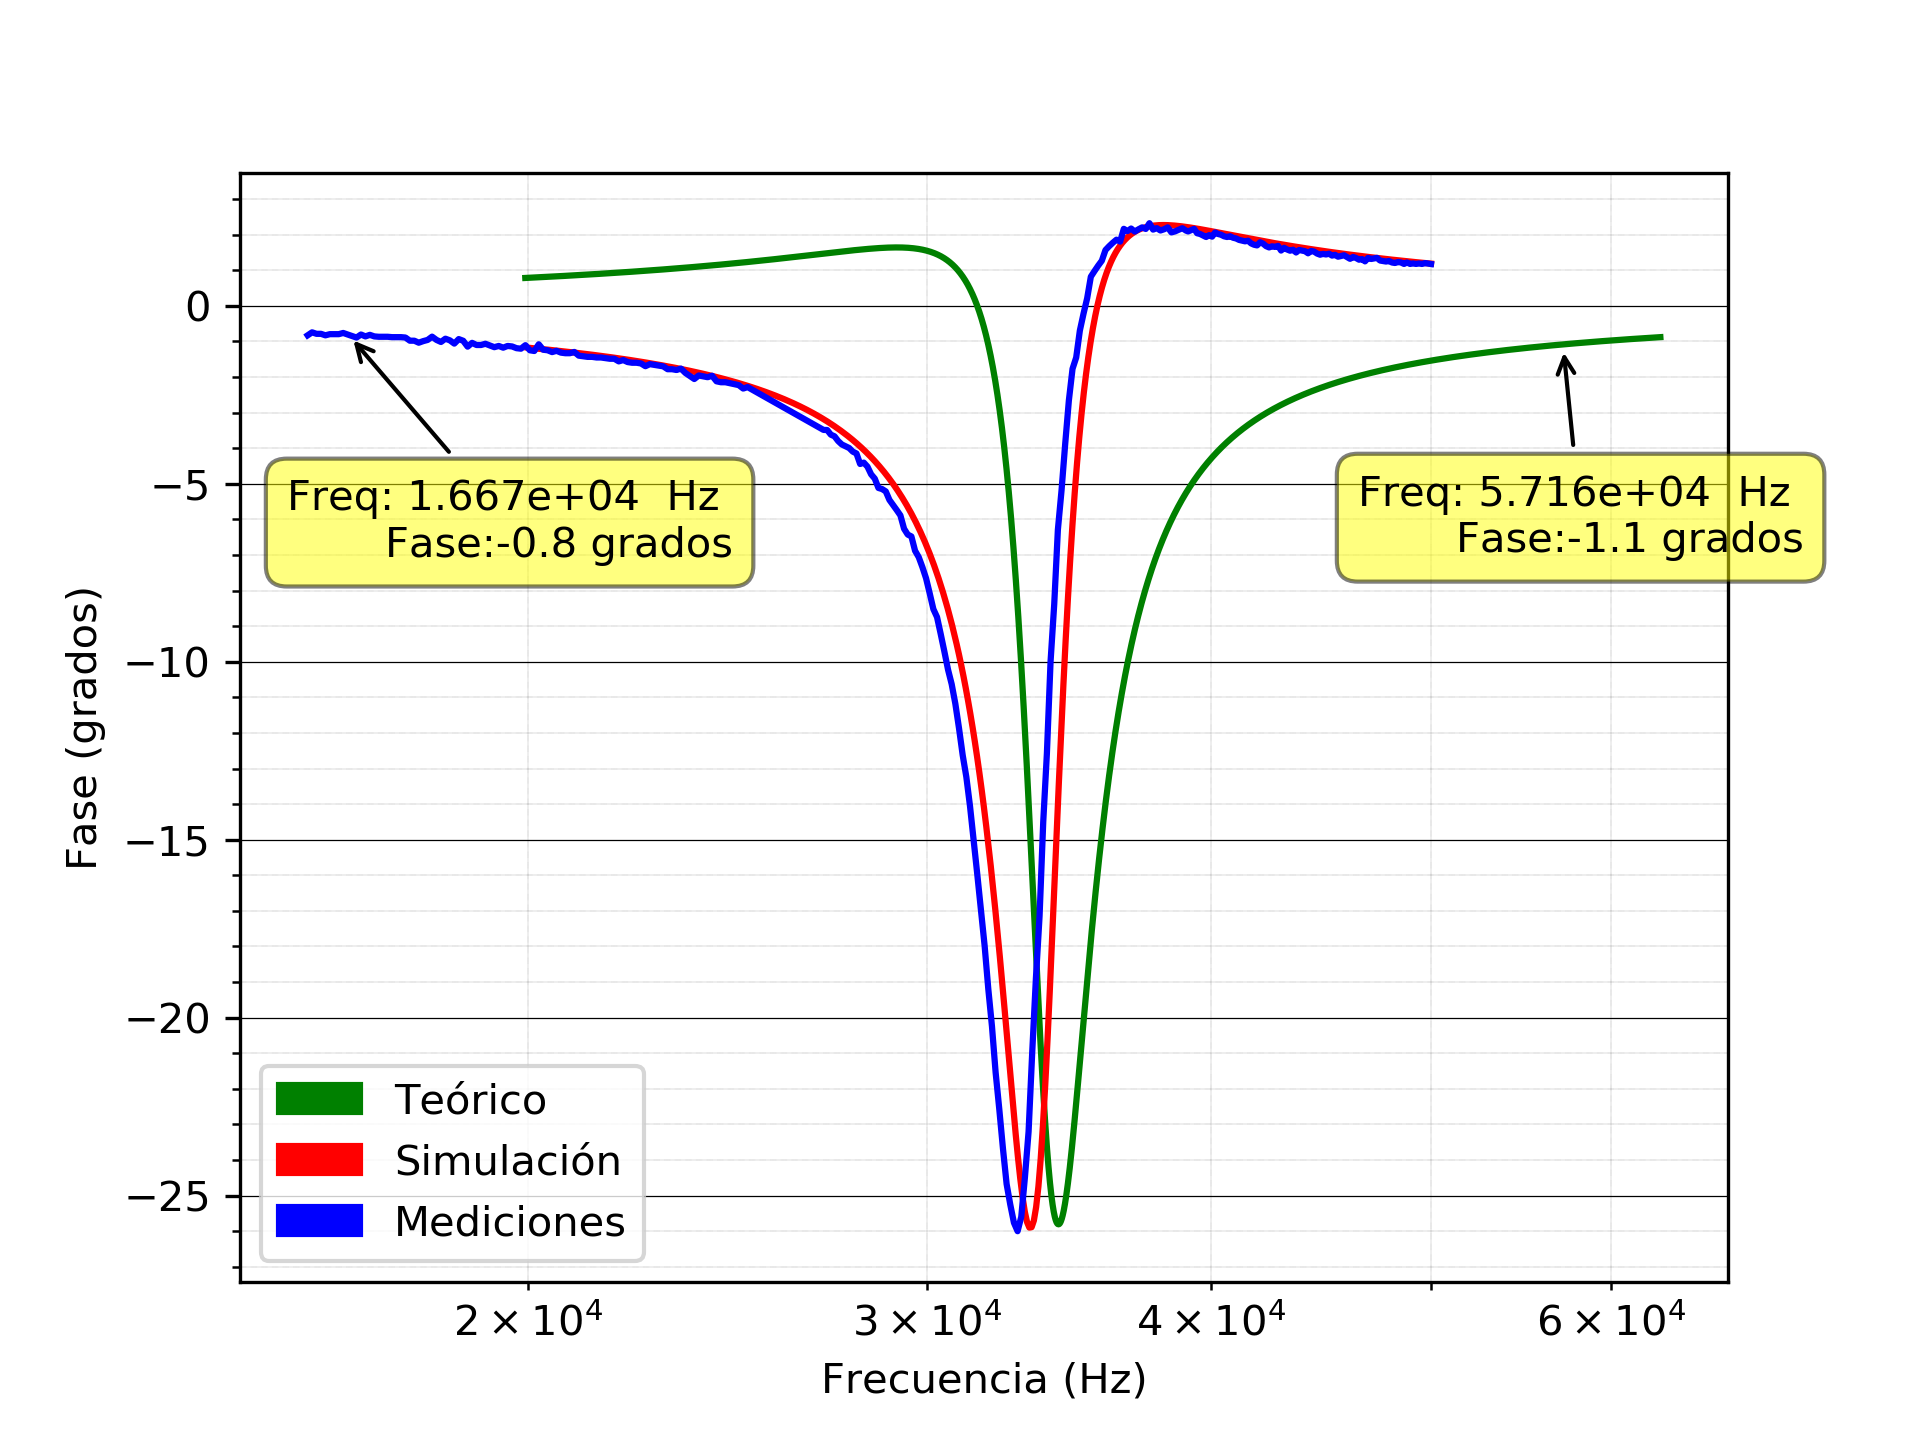 0
−5
−10
−15
−20
−25
Fase (grados)
Freq: 1.667e+04  Hz
Fase:-0.8 grados
Freq: 5.716e+04  Hz
Fase:-1.1 grados
Teórico
Simulación
Mediciones
2 × 10⁴
3 × 10⁴
4 × 10⁴
6 × 10⁴
Frecuencia (Hz)